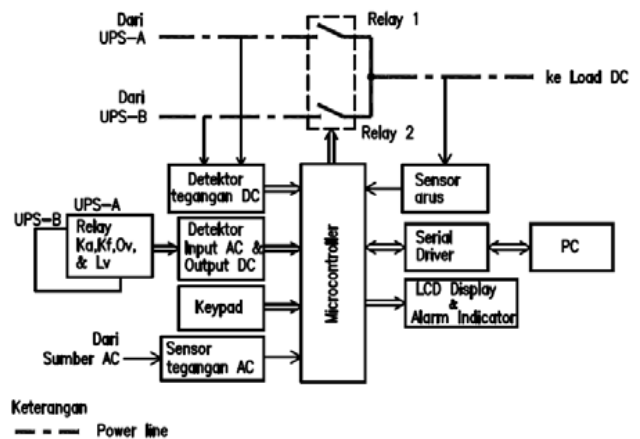 Dari
UPS-A
Relay 1
Dari
UPS-B
ke Load DC
Relay 2
Detektor
tegangan DC
Sensor
arus
UPS-A
UPS-B
Relay
Ka,Kf,Ov,
& Lv
Detektor
Input AC &
Output DC
Microcontroller
Serial
Driver
PC
Keypad
LCD Display
&
Alarm Indicator
Dari
Sumber AC
Sensor
tegangan AC
Keterangan
Power line